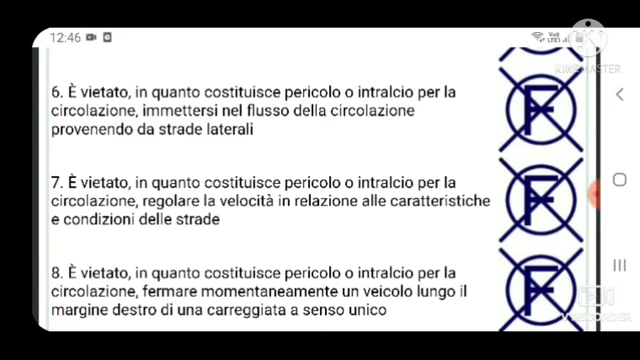 12:46
KINEMASTER
6. È vietato, in quanto costituisce pericolo o intralcio per la
circolazione, immettersi nel flusso della circolazione
provenendo da strade laterali
F
7. È vietato, in quanto costituisce pericolo o intralcio per la
circolazione, regolare la velocità in relazione alle caratteristiche
e condizioni delle strade
F
8. È vietato, in quanto costituisce pericolo o intralcio per la
circolazione, fermare momentaneamente un veicolo lungo il
margine destro di una carreggiata a senso unico
F